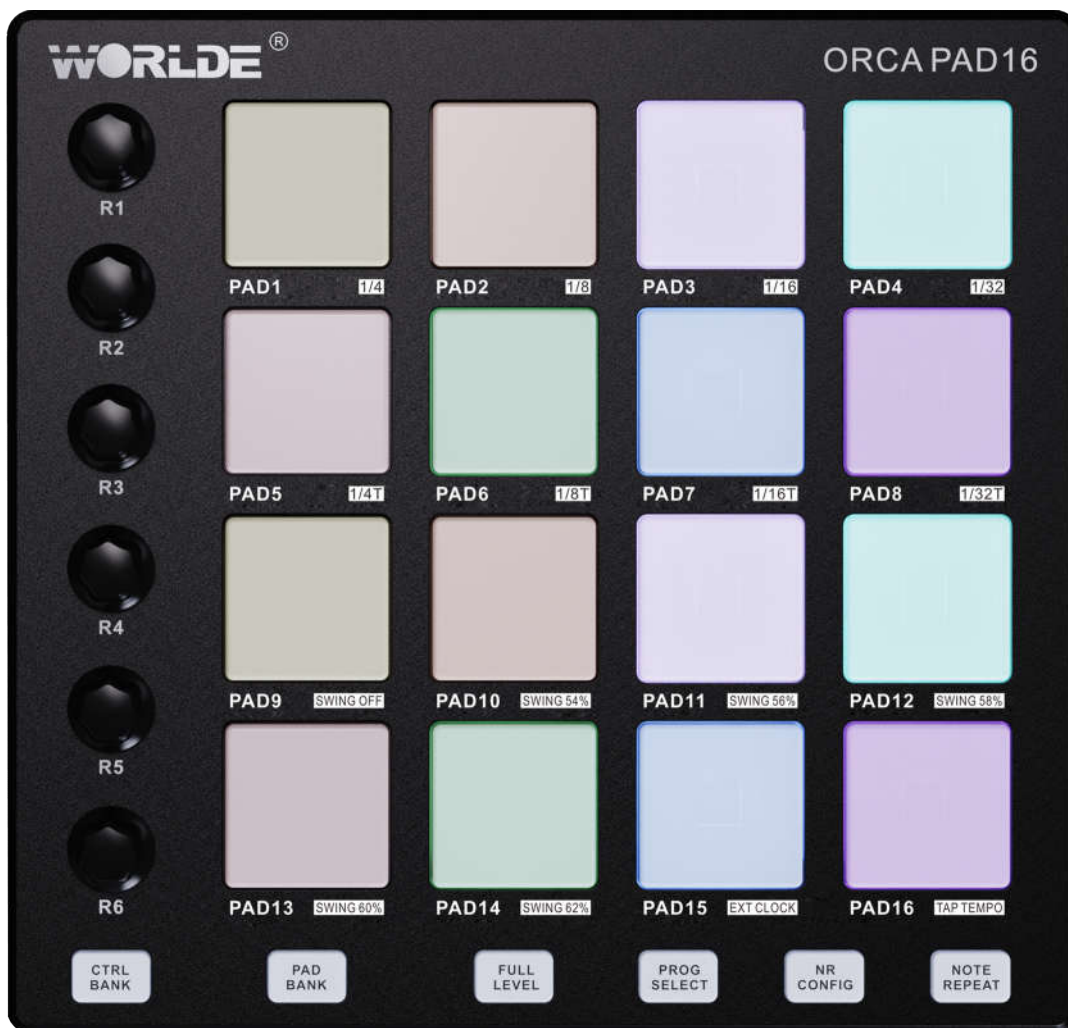 WORLDE ®
ORCA PAD16
R1
PAD1 1/4 PAD2 1/8 PAD3 1/16 PAD4 1/32
R2
R3
PAD5 1/4T PAD6 1/8T PAD7 1/16T PAD8 1/32T
R4
PAD9 SWING OFF PAD10 SWING 54% PAD11 SWING 56% PAD12 SWING 58%
R5
R6
PAD13 SWING 60% PAD14 SWING 62% PAD15 EXT CLOCK PAD16 TAP TEMPO
CTRL
BANK
PAD
BANK
FULL
LEVEL
PROG
SELECT
NR
CONFIG
NOTE
REPEAT